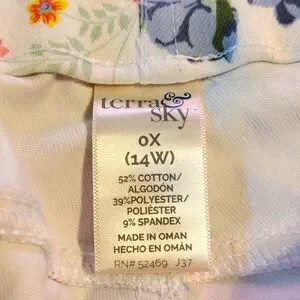 terra & sky
0X
(14W)
52% COTTON/
ALGODÓN
39%POLYESTER/
POLIÉSTER
9% SPANDEX
MADE IN OMAN
HECHO EN OMÁN
RN# 52469 J37